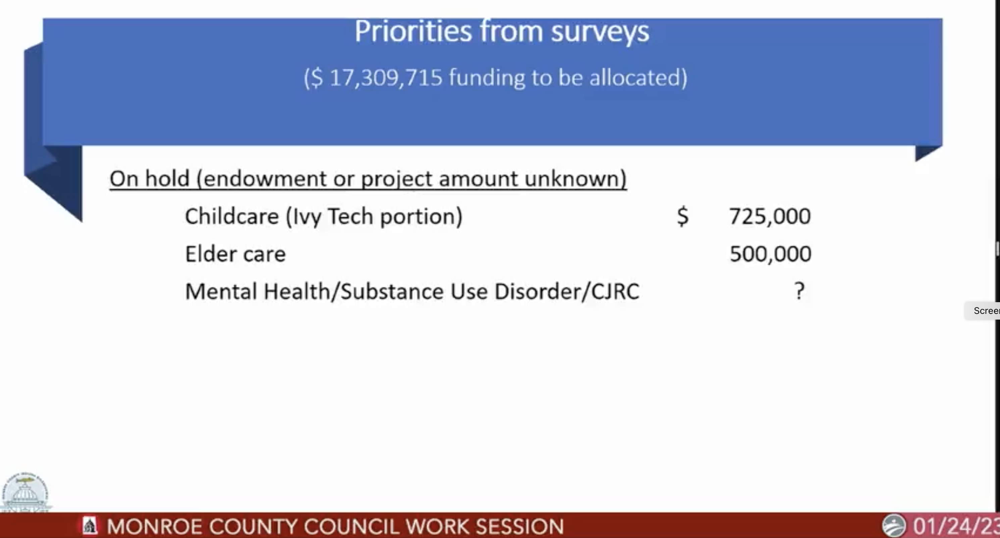 Priorities from surveys
($ 17,309,715 funding to be allocated)
On hold (endowment or project amount unknown)
Childcare (Ivy Tech portion) $ 725,000
Elder care 500,000
Mental Health/Substance Use Disorder/CJRC ?
Scree
MONROE COUNTY COUNCIL WORK SESSION 01/24/23